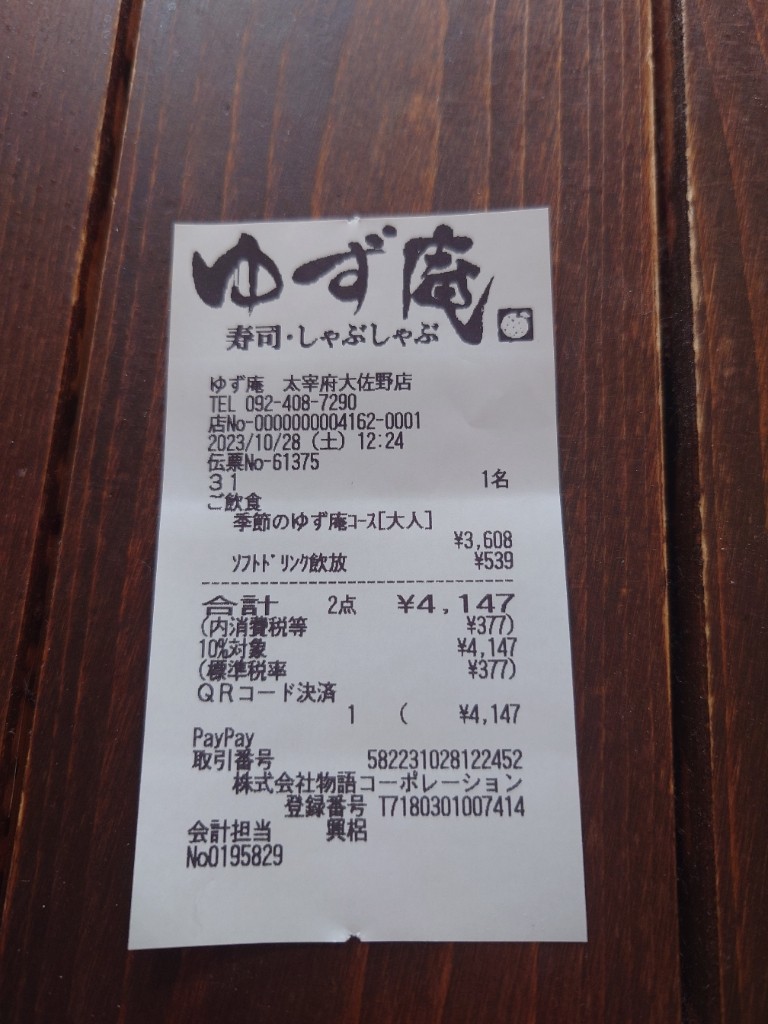 ゆず庵
寿司・しゃぶしゃぶ
ゆず庵　太宰府大佐野店
TEL 092-408-7290
店No-0000000004162-0001
2023/10/28（土）12:24
伝票No-61375
３１ 1名
ご飲食
季節のゆず庵ｺｰｽ[大人]
¥3,608
ｿﾌﾄﾄﾞﾘﾝｸ飲放 ¥539
合計 2点 ¥4,147
(内消費税等 ¥377)
10%対象 ¥4,147
(標準税率 ¥377)
ＱＲコード決済
1 ( ¥4,147
PayPay
取引番号 582231028122452
株式会社物語コーポレーション
登録番号 T7180301007414
会計担当 興梠
No0195829